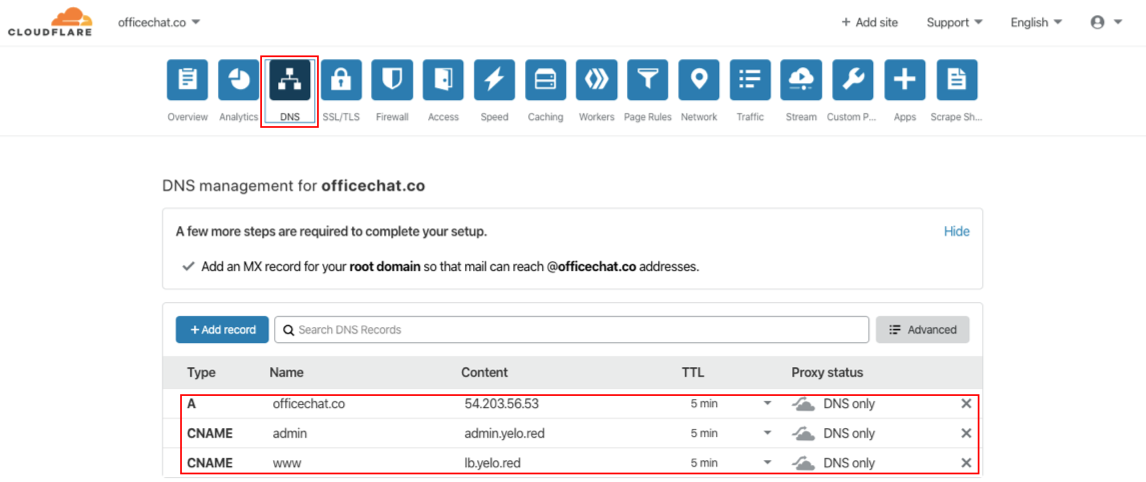 CLOUDFLARE officechat.co + Add site Support English
Overview Analytics DNS SSL/TLS Firewall Access Speed Caching Workers Page Rules Network Traffic Stream Custom P... Apps Scrape Sh...
DNS management for officechat.co
A few more steps are required to complete your setup. Hide
Add an MX record for your root domain so that mail can reach @officechat.co addresses.
+ Add record Search DNS Records Advanced
Type Name Content TTL Proxy status
A officechat.co 54.203.56.53 5 min DNS only
CNAME admin admin.yelo.red 5 min DNS only
CNAME www lb.yelo.red 5 min DNS only